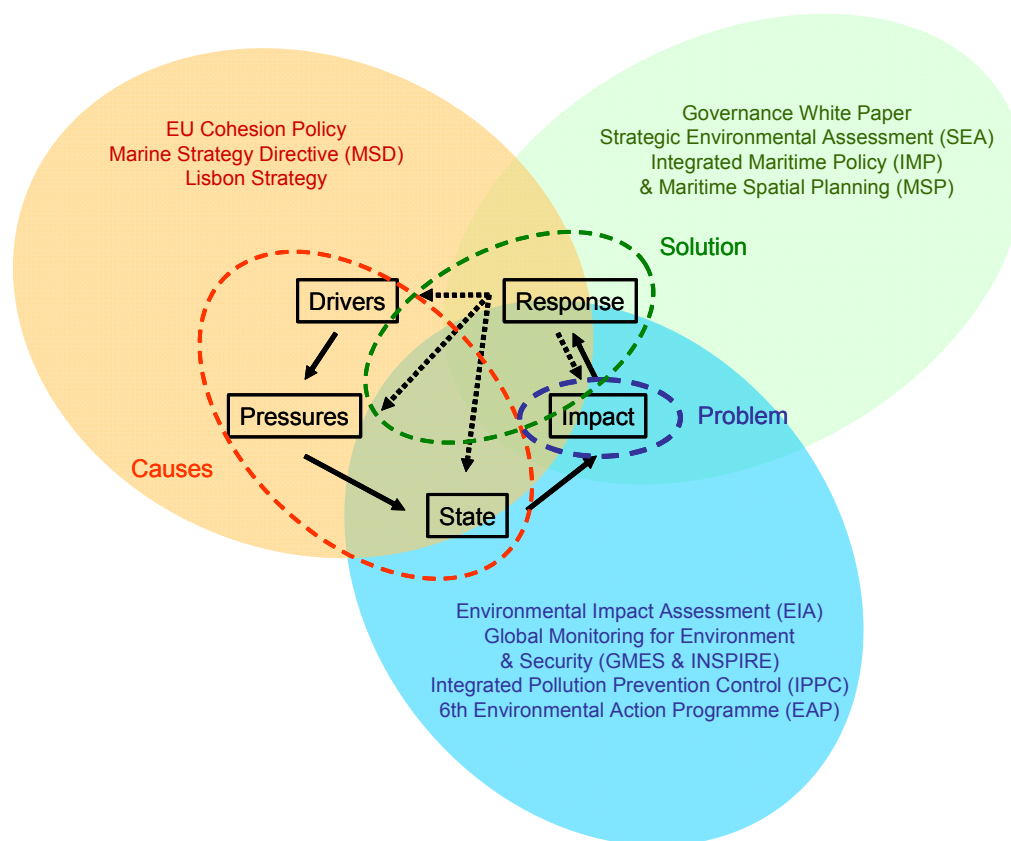 EU Cohesion Policy
Marine Strategy Directive (MSD)
Lisbon Strategy
Governance White Paper
Strategic Environmental Assessment (SEA)
Integrated Maritime Policy (IMP)
& Maritime Spatial Planning (MSP)
Solution
Drivers
Response
Pressures
Impact
Problem
Causes
State
Environmental Impact Assessment (EIA)
Global Monitoring for Environment
& Security (GMES & INSPIRE)
Integrated Pollution Prevention Control (IPPC)
6th Environmental Action Programme (EAP)